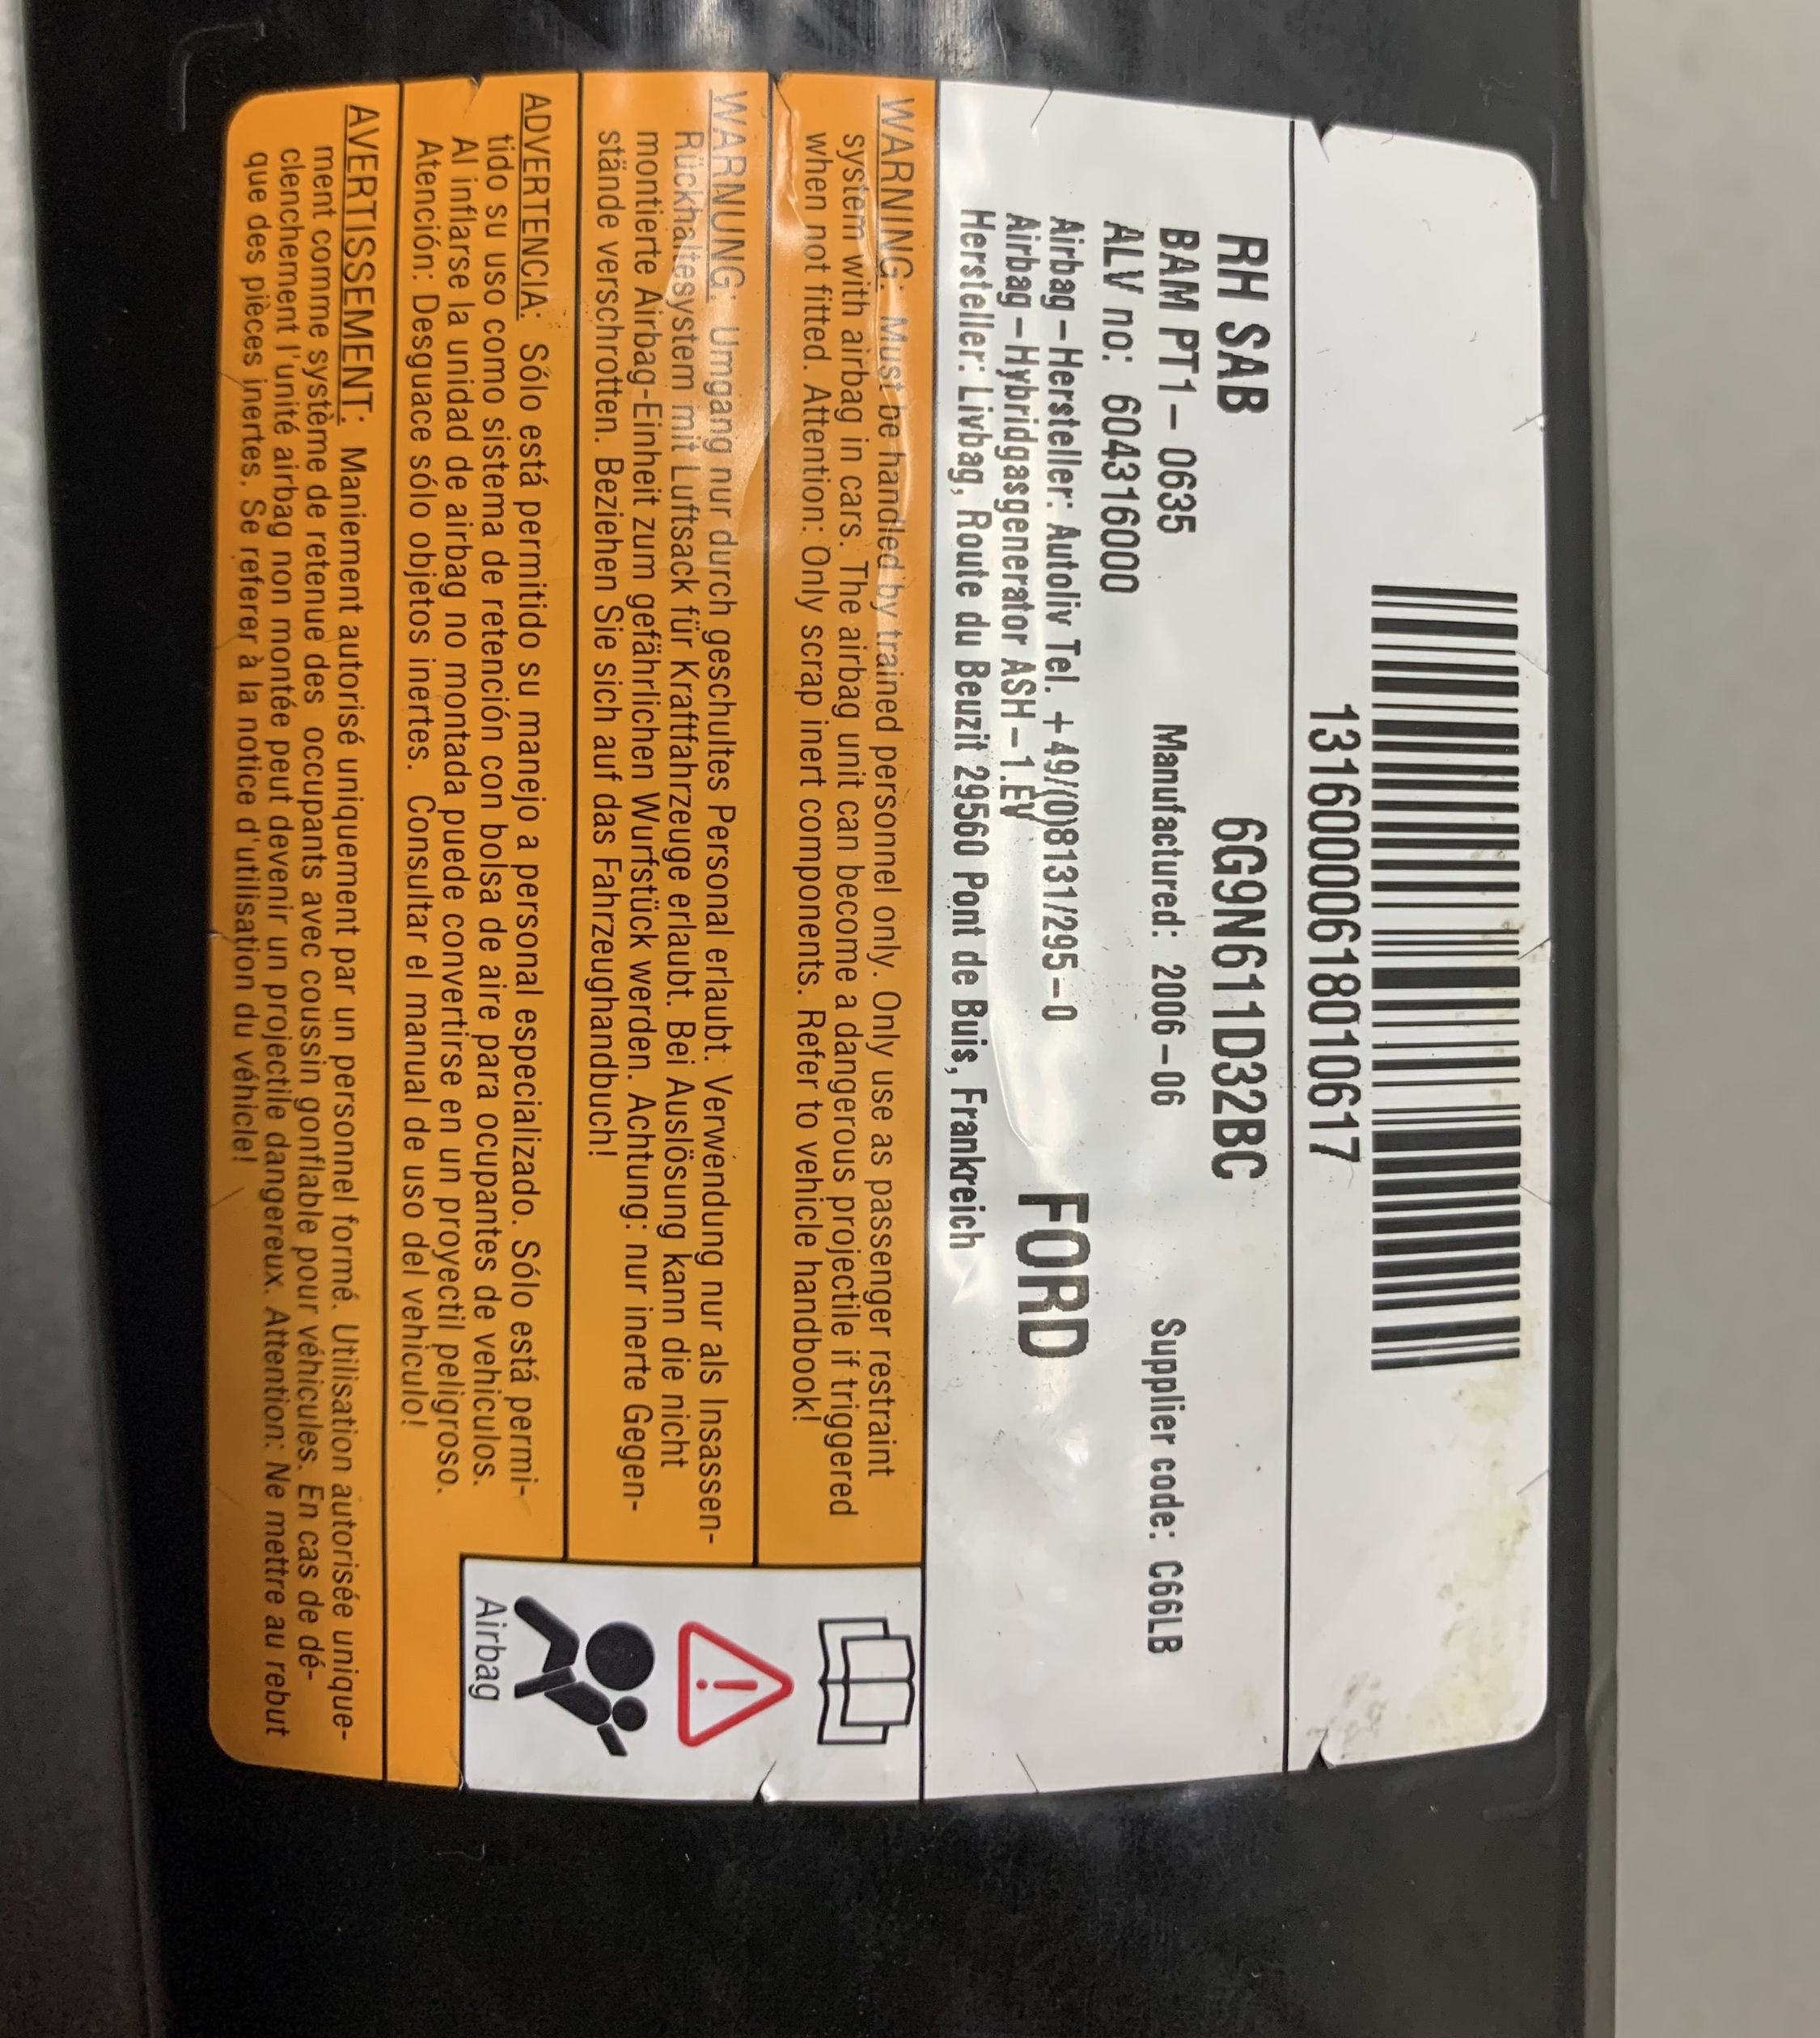 1316000061801​0617
RH SAB 6G9N611D32BC
BAM PT1 – 0635 Manufactured: 2006 – 06 Supplier code: C66LB
ALV no: 604316000
Airbag – Hersteller: Autoliv Tel. +49/(0)8131/295 – 0
Airbag – Hybridgasgenerator ASH – 1.EV
FORD
Hersteller: Livbag, Route du Beuzit 29560 Pont de Buis, Frankreich
WARNING: Must be handled by trained personnel only. Only use as passenger restraint
system with airbag in cars. The airbag unit can become a dangerous projectile if triggered
when not fitted. Attention: Only scrap inert components. Refer to vehicle handbook!
WARNUNG: Umgang nur durch geschultes Personal erlaubt. Verwendung nur als Insassen-
Rückhaltesystem mit Luftsack für Kraftfahrzeuge erlaubt. Bei Auslösung kann die nicht
montierte Airbag-Einheit zum gefährlichen Wurfstück werden. Achtung: nur inerte Gegen-
stände verschrotten. Beziehen Sie sich auf das Fahrzeughandbuch!
ADVERTENCIA: Sólo está permitido su manejo a personal especializado. Sólo está permi-
tido su uso como sistema de retención con bolsa de aire para ocupantes de vehiculos.
Al inflarse la unidad de airbag no montada puede convertirse en un proyectil peligroso.
Atención: Desguace sólo objetos inertes. Consultar el manual de uso del vehiculo!
Airbag
AVERTISSEMENT: Maniement autorisé uniquement par un personnel formé. Utilisation autorisée unique-
ment comme système de retenue des occupants avec coussin gonflable pour véhicules. En cas de dé-
clenchement l'unité airbag non montée peut devenir un projectile dangereux. Attention: Ne mettre au rebut
que des pièces inertes. Se referer à la notice d'utilisation du véhicle!